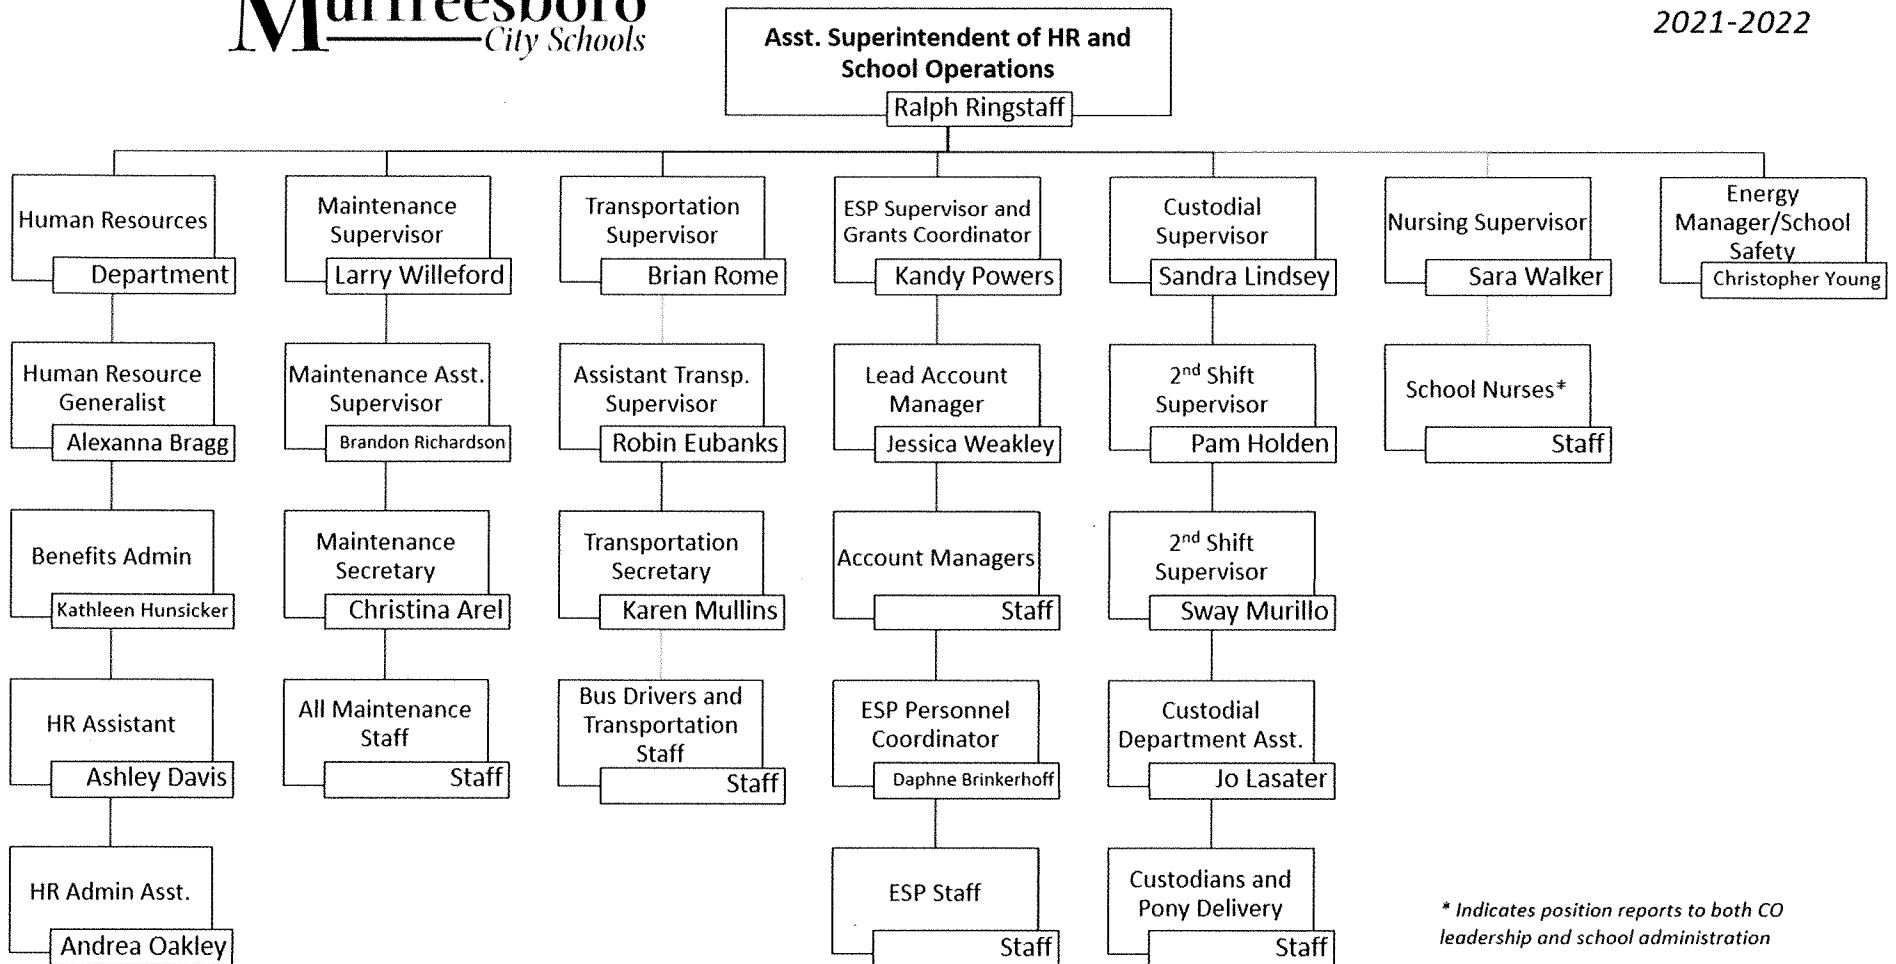 Murfreesboro
City Schools
2021-2022
Asst. Superintendent of HR and
School Operations
Ralph Ringstaff
Human Resources
Department
Human Resource
Generalist
Alexanna Bragg
Benefits Admin
Kathleen Hunsicker
HR Assistant
Ashley Davis
HR Admin Asst.
Andrea Oakley
Maintenance
Supervisor
Larry Willeford
Maintenance Asst.
Supervisor
Brandon Richardson
Maintenance
Secretary
Christina Arel
All Maintenance
Staff
Staff
Transportation
Supervisor
Brian Rome
Assistant Transp.
Supervisor
Robin Eubanks
Transportation
Secretary
Karen Mullins
Bus Drivers and
Transportation
Staff
Staff
ESP Supervisor and
Grants Coordinator
Kandy Powers
Lead Account
Manager
Jessica Weakley
Account Managers
Staff
ESP Personnel
Coordinator
Daphne Brinkerhoff
ESP Staff
Staff
Custodial
Supervisor
Sandra Lindsey
2nd Shift
Supervisor
Pam Holden
2nd Shift
Supervisor
Sway Murillo
Custodial
Department Asst.
Jo Lasater
Custodians and
Pony Delivery
Staff
Nursing Supervisor
Sara Walker
School Nurses*
Staff
Energy
Manager/School
Safety
Christopher Young
* Indicates position reports to both CO
leadership and school administration